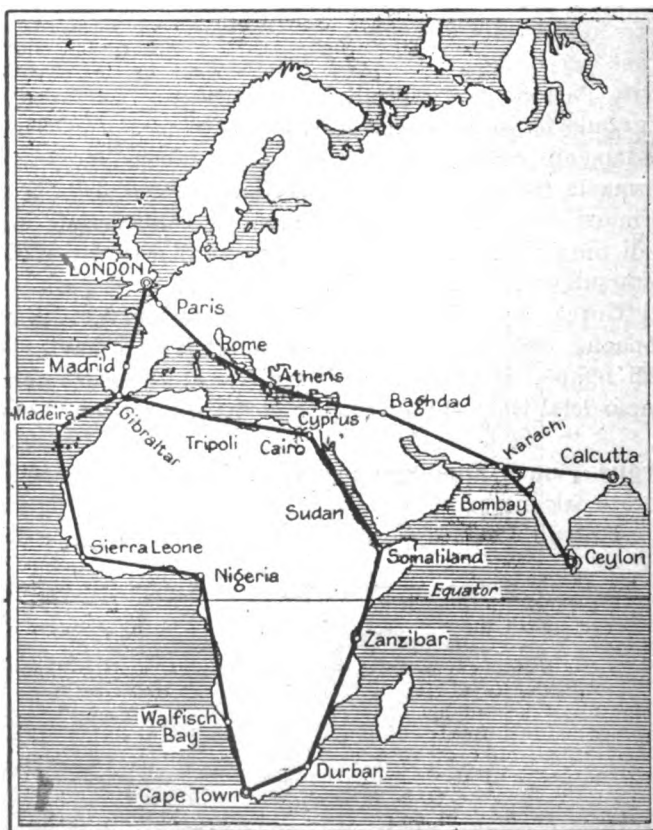 LONDON
Paris
Rome
Madrid
Athens
Baghdad
Madeira
Gibraltar
Tripoli
Cyprus
Cairo
Karachi
Calcutta
Bombay
Sudan
Sierra Leone
Somaliland
Ceylon
Nigeria
Equator
Zanzibar
Walfisch
Bay
Durban
Cape Town